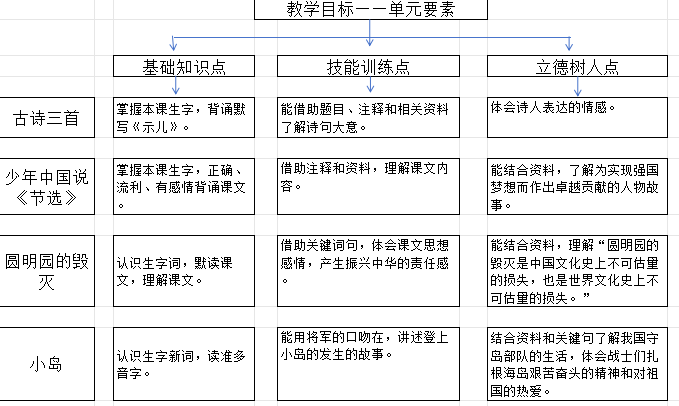 教学目标——单元要素
基础知识点
技能训练点
立德树人点
古诗三首
掌握本课生字，背诵默
写《示儿》。
能借助题目、注释和相关资料
了解诗句大意。
体会诗人表达的情感。
少年中国说
《节选》
掌握本课生字，正确、
流利、有感情背诵课文
。
借助注释和资料，理解课文内
容。
能结合资料，了解为实现强国
梦想而作出卓越贡献的人物故
事。
圆明园的毁
灭
认识生字词，默读课
文，理解课文。
借助关键词句，体会课文思想
感情，产生振兴中华的责任感
。
能结合资料，理解“圆明园的
毁灭是中国文化史上不可估量
的损失，也是世界文化史上不
可估量的损失。”
小岛
认识生字新词，读准多
音字。
能用将军的口吻在，讲述登上
小岛的发生的故事。
结合资料和关键句了解我国守
岛部队的生活，体会战士们扎
根海岛艰苦奋头的精神和对祖
国的热爱。